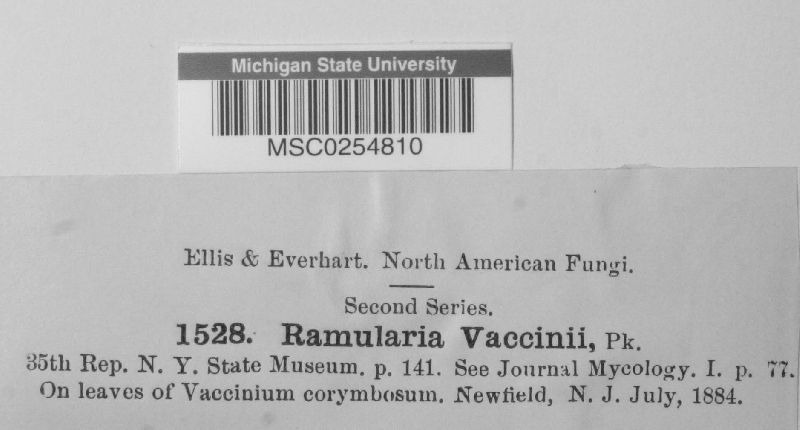 Michigan State University
MSC0254810
Ellis & Everhart. North American Fungi.
Second Series.
1528. Ramularia Vaccinii, Pk.
35th Rep. N. Y. State Museum. p. 141. See Journal Mycology. I. p. 77.
On leaves of Vaccinium corymbosum. Newfield, N. J. July, 1884.